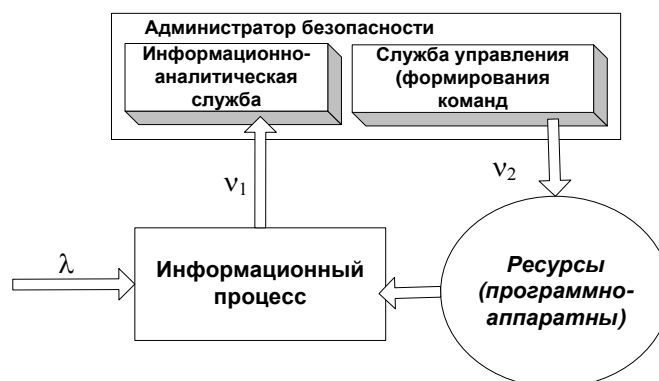 Администратор безопасности
Информационно-
аналитическая
служба
Служба управления
(формирования
команд
ν1
ν2
λ
Информационный
процесс
Ресурсы
(программно-
аппаратны)